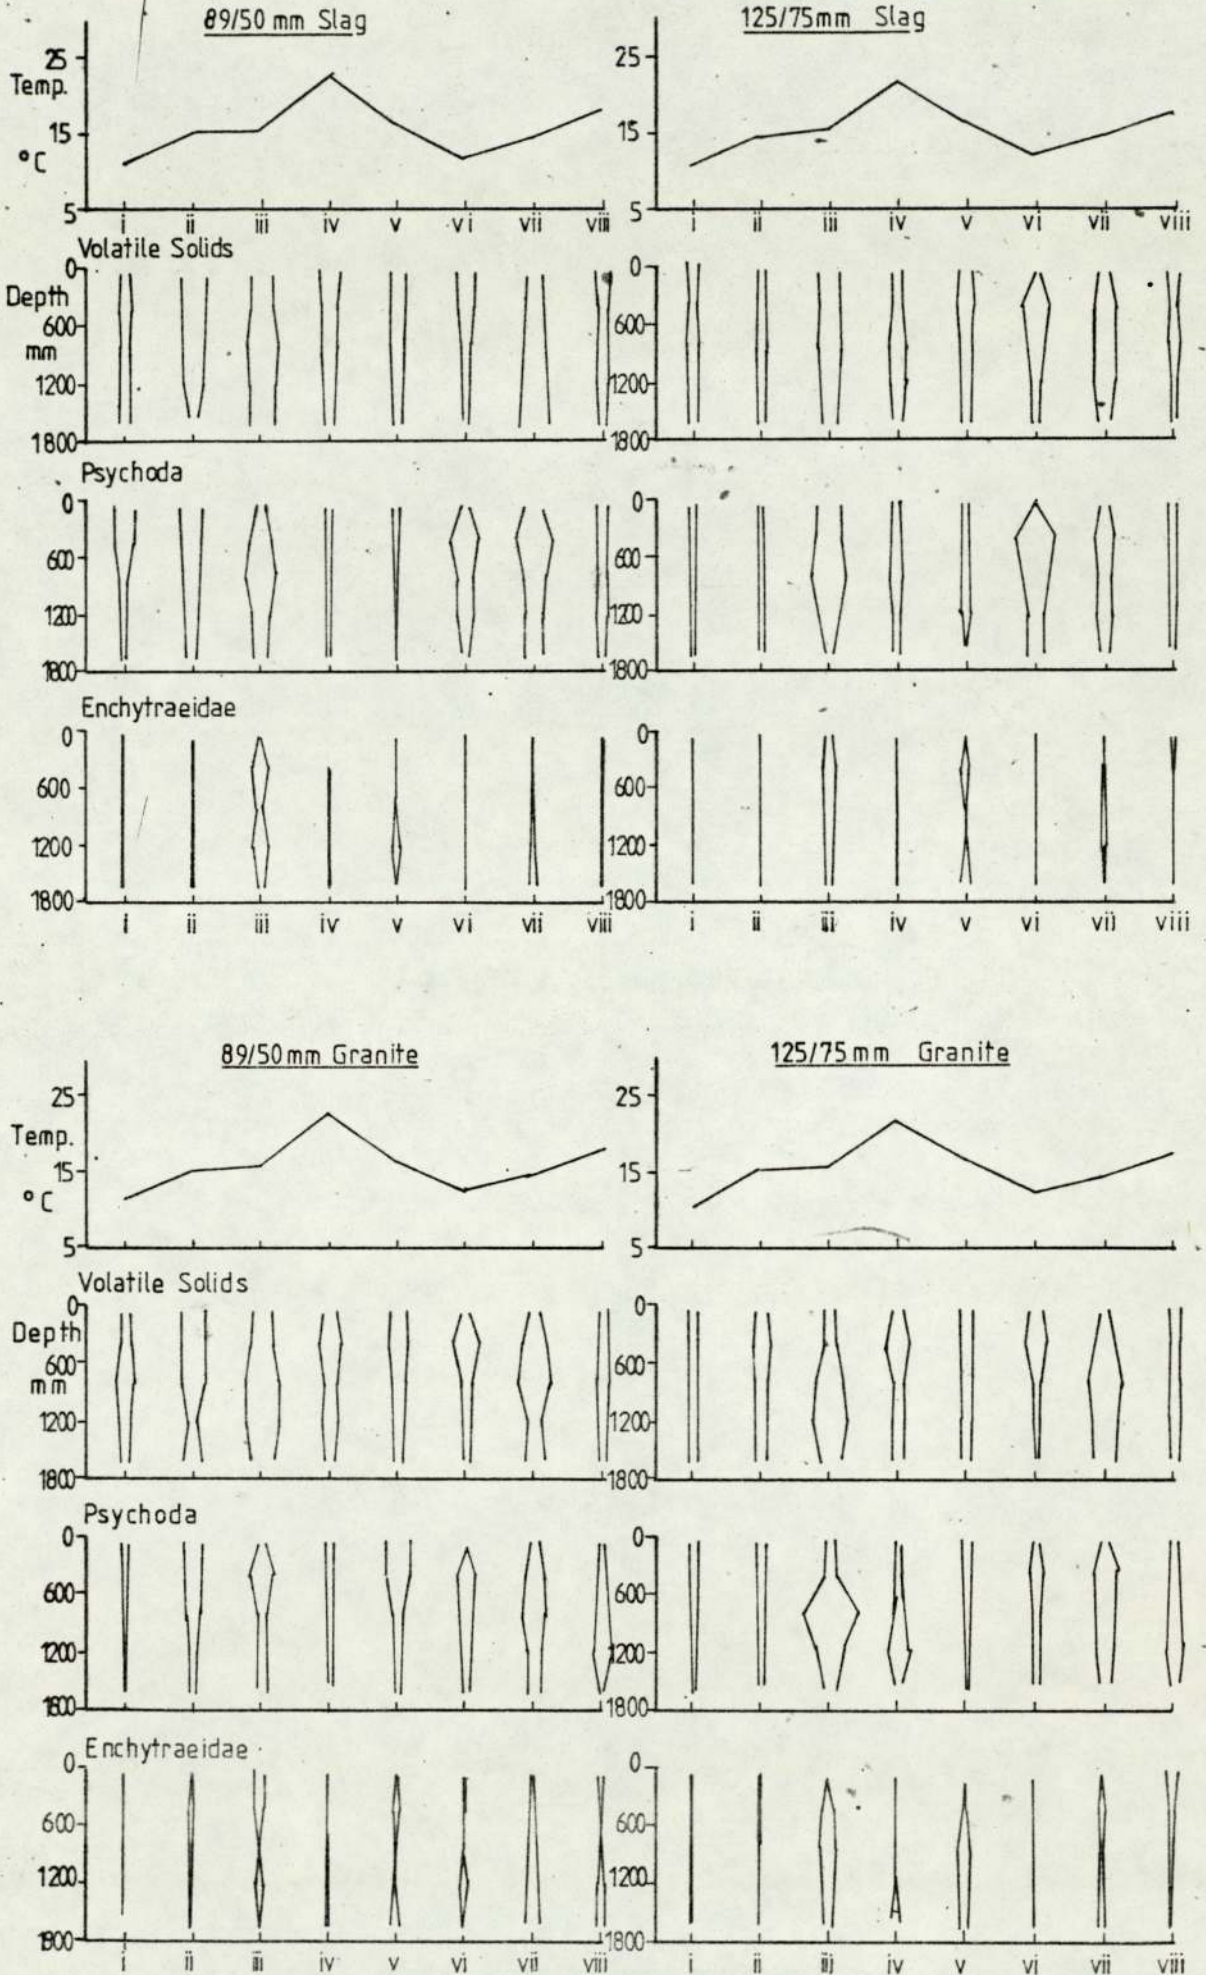 89/50 mm Slag 125/75mm Slag
25 25
Temp.
15 15
°C
5 5
i ii iii iv v vi vii viii i ii iii iv v vi vii viii
Volatile Solids
0 0
Depth
600 600
mm
1200 1200
1800 1800
Psychoda
0 0
600 600
1200 1200
1800 1800
Enchytraeidae
0 0
600 600
1200 1200
1800 1800
i ii iii iv v vi vii viii i ii iii iv v vi vii viii
89/50mm Granite 125/75mm Granite
25 25
Temp.
15 15
°C
5 5
Volatile Solids
0 0
Depth
600 600
mm
1200 1200
1800 1800
Psychoda
0 0
600 600
1200 1200
1800 1800
Enchytraeidae
0 0
600 600
1200 1200
1800 1800
i ii iii iv v vi vii viii i ii iii iv v vi vii viii